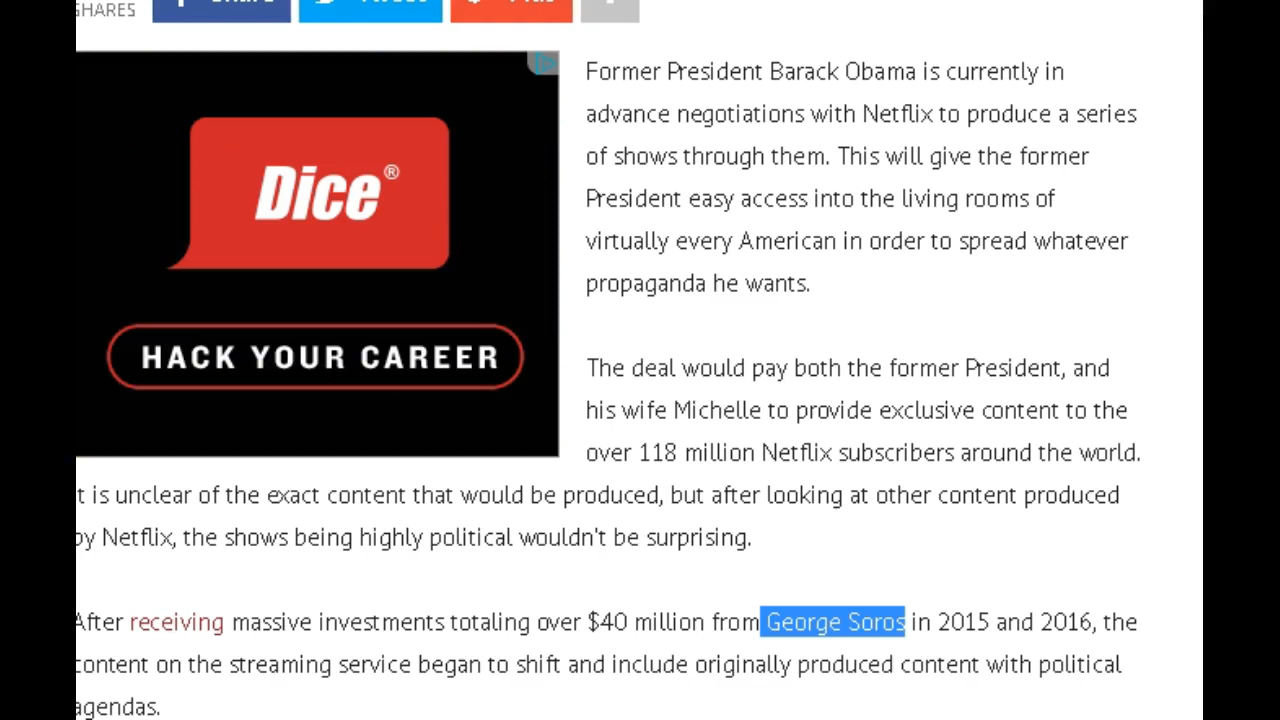 SHARES
Dice®
HACK YOUR CAREER
Former President Barack Obama is currently in
advance negotiations with Netflix to produce a series
of shows through them. This will give the former
President easy access into the living rooms of
virtually every American in order to spread whatever
propaganda he wants.
The deal would pay both the former President, and
his wife Michelle to provide exclusive content to the
over 118 million Netflix subscribers around the world.
t is unclear of the exact content that would be produced, but after looking at other content produced
by Netflix, the shows being highly political wouldn't be surprising.
After receiving massive investments totaling over $40 million from George Soros in 2015 and 2016, the
content on the streaming service began to shift and include originally produced content with political
agendas.